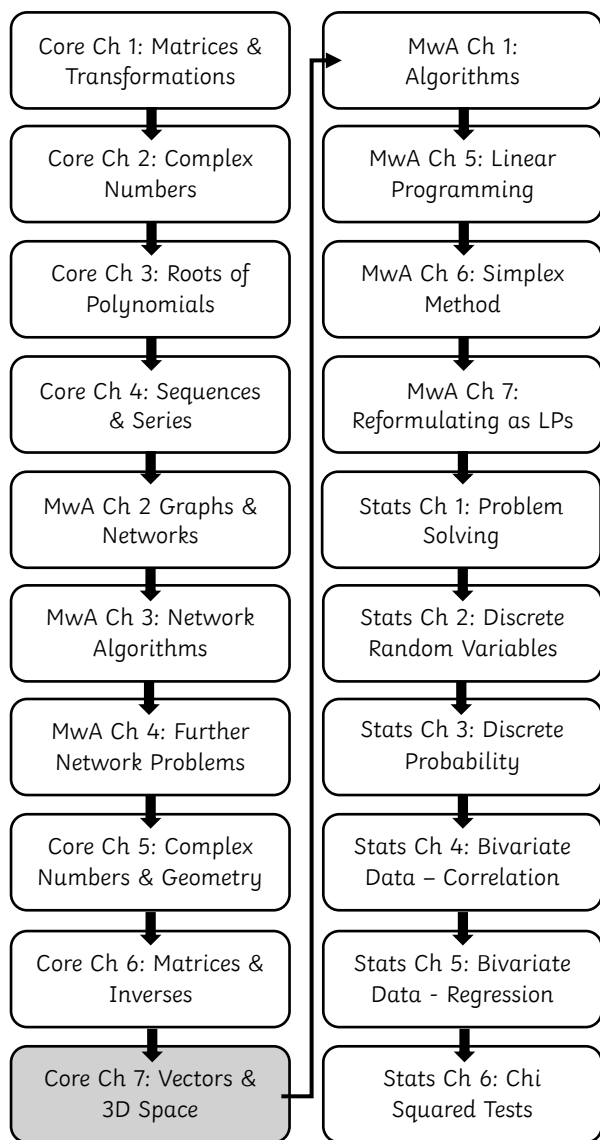 Core Ch 1: Matrices &
Transformations
Core Ch 2: Complex
Numbers
Core Ch 3: Roots of
Polynomials
Core Ch 4: Sequences
& Series
MwA Ch 2 Graphs &
Networks
MwA Ch 3: Network
Algorithms
MwA Ch 4: Further
Network Problems
Core Ch 5: Complex
Numbers & Geometry
Core Ch 6: Matrices &
Inverses
Core Ch 7: Vectors &
3D Space
MwA Ch 1:
Algorithms
MwA Ch 5: Linear
Programming
MwA Ch 6: Simplex
Method
MwA Ch 7:
Reformulating as LPs
Stats Ch 1: Problem
Solving
Stats Ch 2: Discrete
Random Variables
Stats Ch 3: Discrete
Probability
Stats Ch 4: Bivariate
Data – Correlation
Stats Ch 5: Bivariate
Data - Regression
Stats Ch 6: Chi
Squared Tests